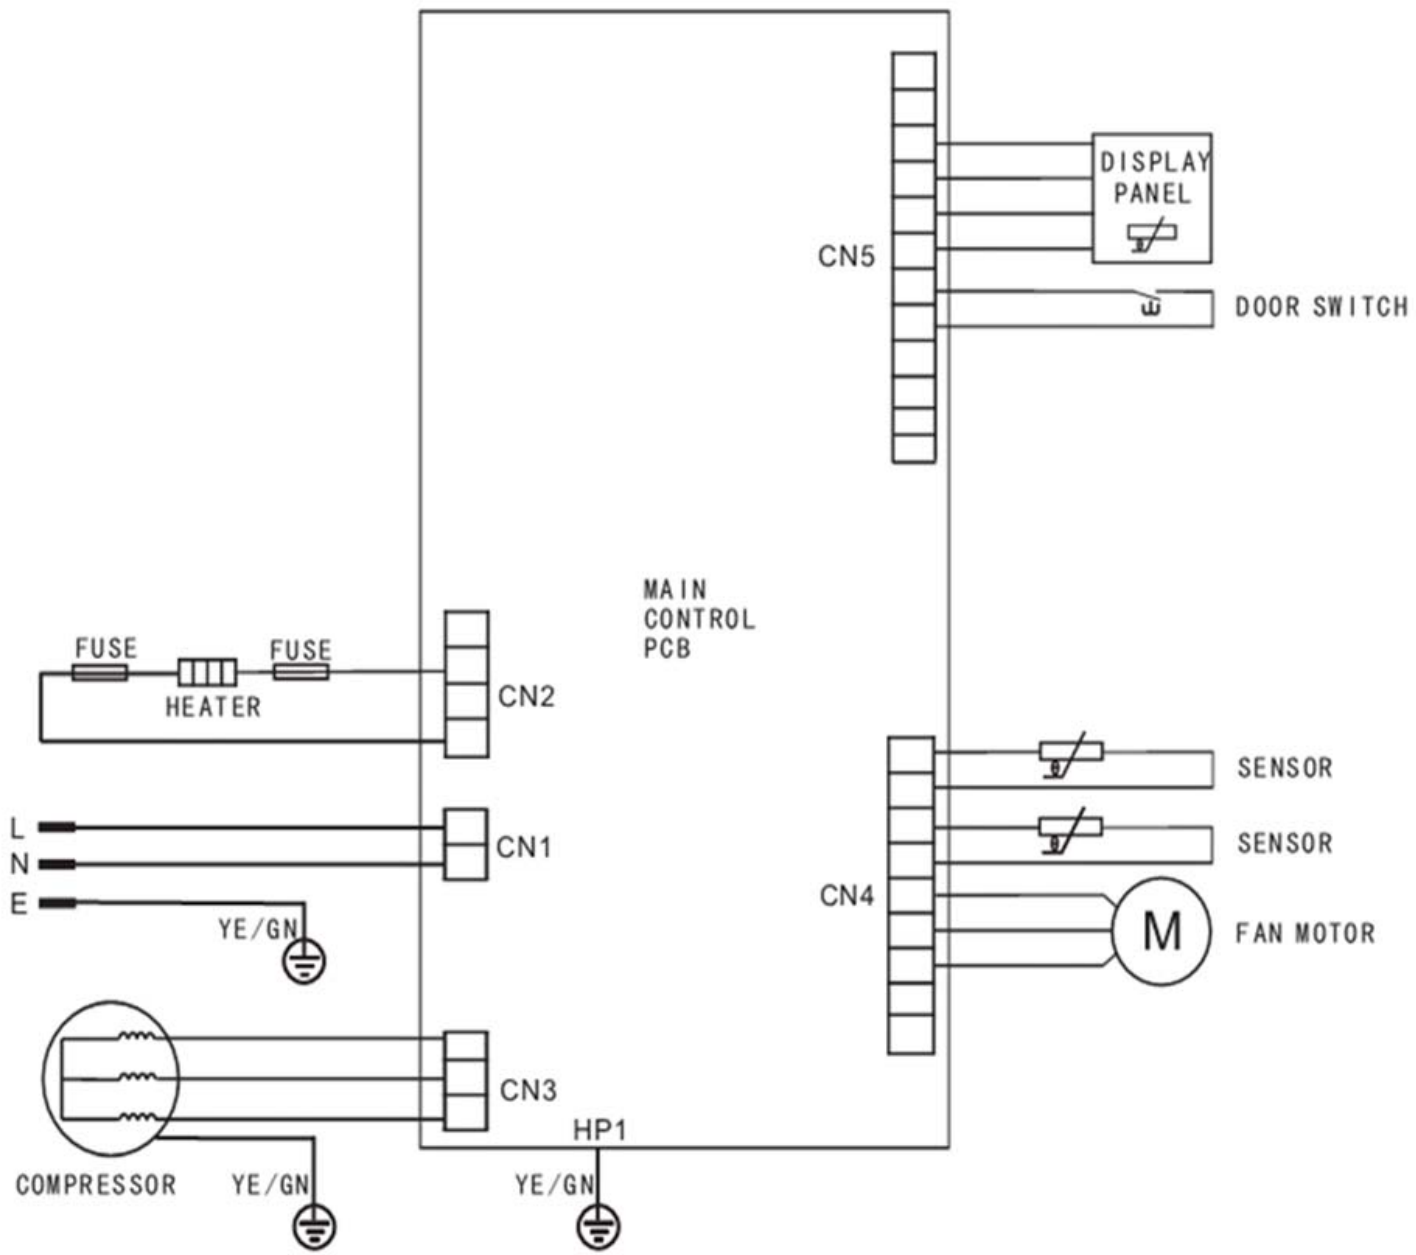 DISPLAY
PANEL
θ
CN5
DOOR SWITCH
MAIN
CONTROL
PCB
FUSE
FUSE
HEATER
CN2
θ
SENSOR
L
N
E
CN1
θ
SENSOR
YE/GN
CN4
M
FAN MOTOR
CN3
HP1
COMPRESSOR
YE/GN
YE/GN